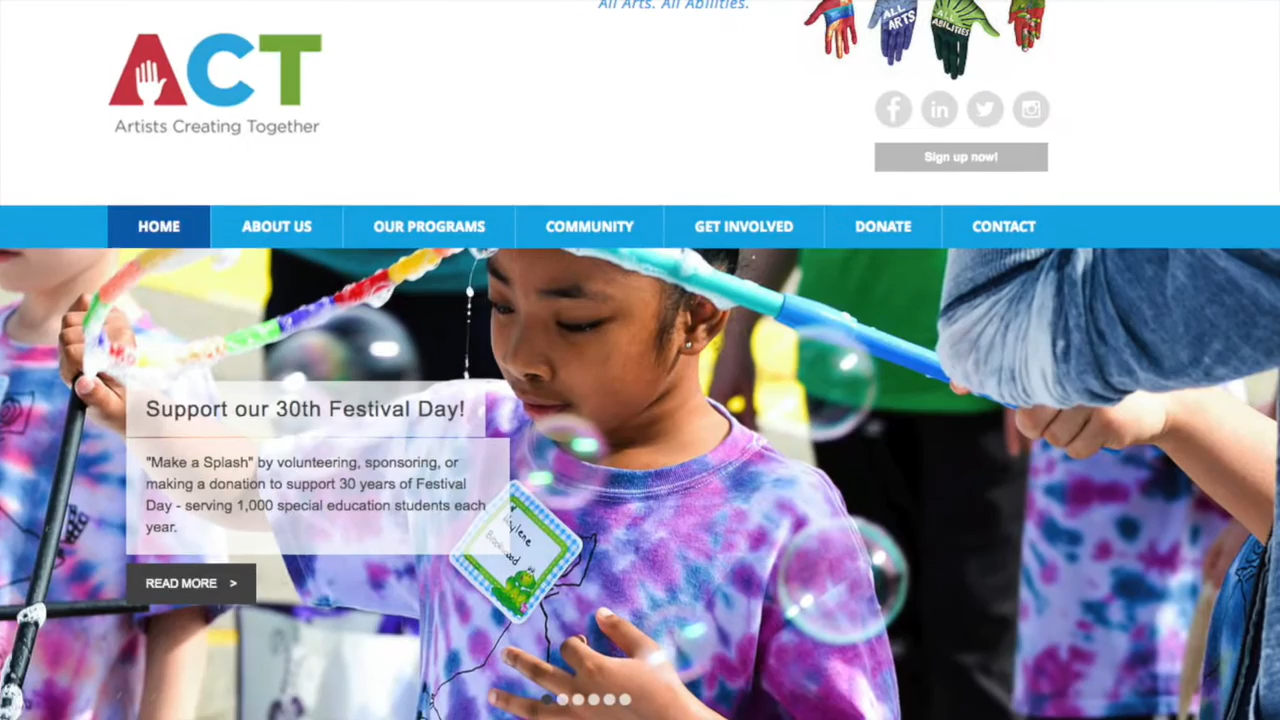 All Arts. All Abilities.
ALL ARTS
ALL ABILITIES
ACT
Artists Creating Together
Sign up now!
HOME
ABOUT US
OUR PROGRAMS
COMMUNITY
GET INVOLVED
DONATE
CONTACT
Support our 30th Festival Day!
"Make a Splash" by volunteering, sponsoring, or
making a donation to support 30 years of Festival
Day - serving 1,000 special education students each
year.
READ MORE >